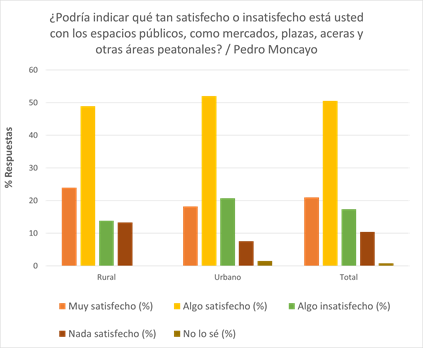 ¿Podría indicar qué tan satisfecho o insatisfecho está usted
con los espacios públicos, como mercados, plazas, aceras y
otras áreas peatonales? / Pedro Moncayo
% Respuestas
60
50
40
30
20
10
0
Rural
Urbano
Total
Muy satisfecho (%)
Algo satisfecho (%)
Algo insatisfecho (%)
Nada satisfecho (%)
No lo sé (%)